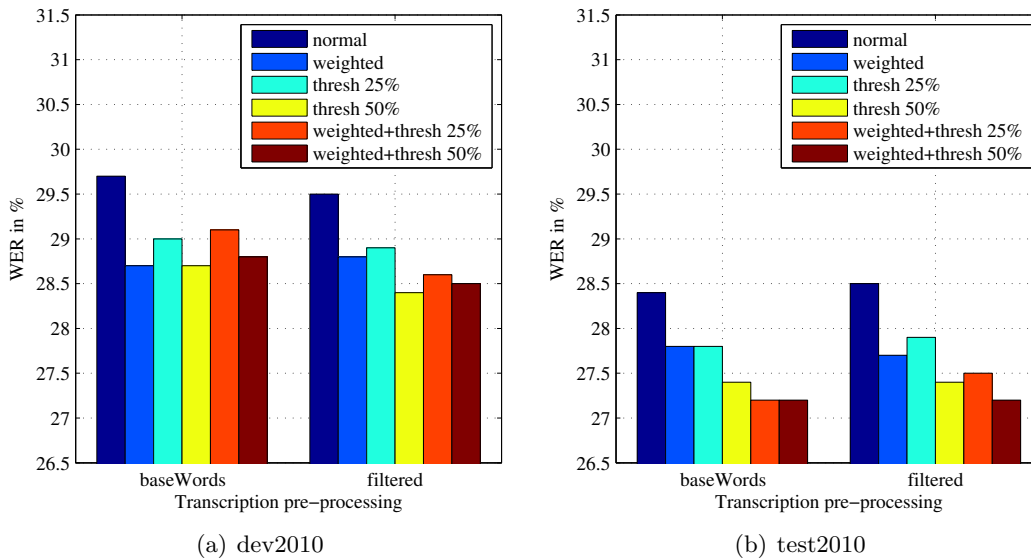 31.5
31
30.5
30
29.5
29
28.5
28
27.5
27
26.5
WER in %
normal
weighted
thresh 25%
thresh 50%
weighted+thresh 25%
weighted+thresh 50%
baseWords filtered
Transcription pre−processing
(a) dev2010
31.5
31
30.5
30
29.5
29
28.5
28
27.5
27
26.5
WER in %
normal
weighted
thresh 25%
thresh 50%
weighted+thresh 25%
weighted+thresh 50%
baseWords filtered
Transcription pre−processing
(b) test2010